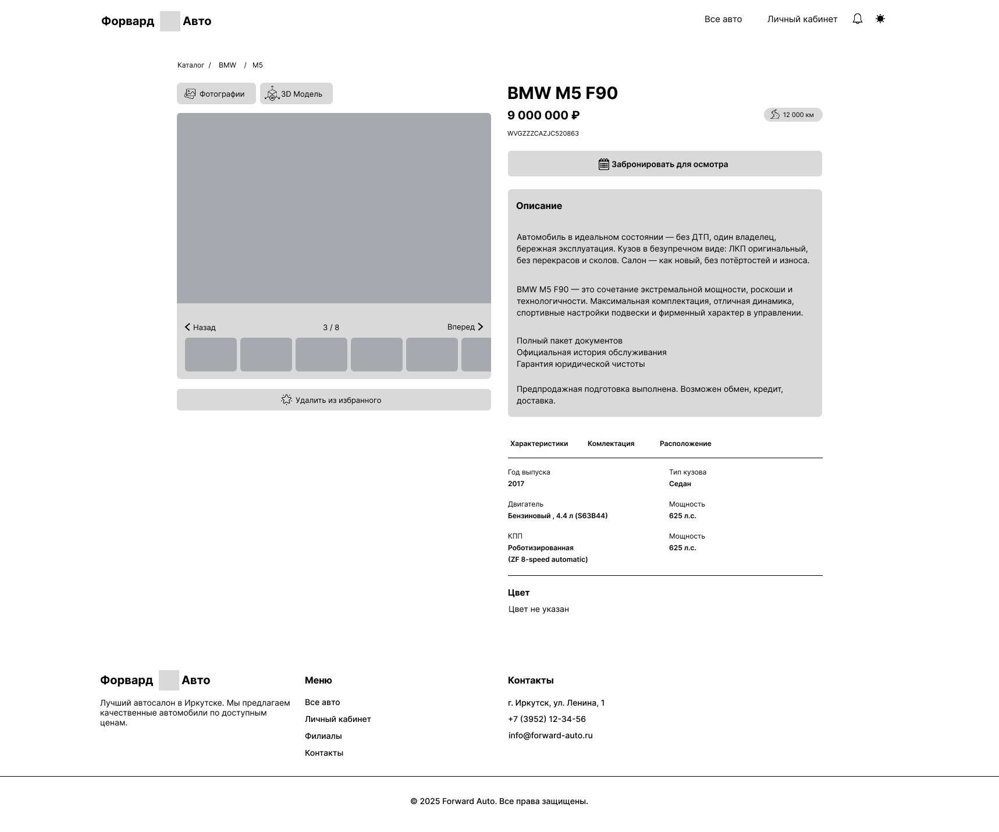 Форвард Авто
Все авто
Личный кабинет
Каталог / BMW / M5
Фотографии
3D Модель
Назад
3 / 8
Вперед
Удалить из избранного
BMW M5 F90
9 000 000 ₽
12 000 км
WVGZZZCAZJC520863
Забронировать для осмотра
Описание
Автомобиль в идеальном состоянии — без ДТП, один владелец,
бережная эксплуатация. Кузов в безупречном виде: ЛКП оригинальный,
без перекрасов и сколов. Салон — как новый, без потёртостей и износа.
BMW M5 F90 — это сочетание экстремальной мощности, роскоши и
технологичности. Максимальная комплектация, отличная динамика,
спортивные настройки подвески и фирменный характер в управлении.
Полный пакет документов
Официальная история обслуживания
Гарантия юридической чистоты
Предпродажная подготовка выполнена. Возможен обмен, кредит,
доставка.
Характеристики
Комлектация
Расположение
Год выпуска
2017
Тип кузова
Седан
Двигатель
Бензиновый , 4.4 л (S63B44)
Мощность
625 л.с.
КПП
Роботизированная
(ZF 8-speed automatic)
Мощность
625 л.с.
Цвет
Цвет не указан
Форвард Авто
Лучший автосалон в Иркутске. Мы предлагаем
качественные автомобили по доступным
ценам.
Меню
Все авто
Личный кабинет
Филиалы
Контакты
Контакты
г. Иркутск, ул. Ленина, 1
+7 (3952) 12-34-56
info@forward-auto.ru
© 2025 Forward Auto. Все права защищены.